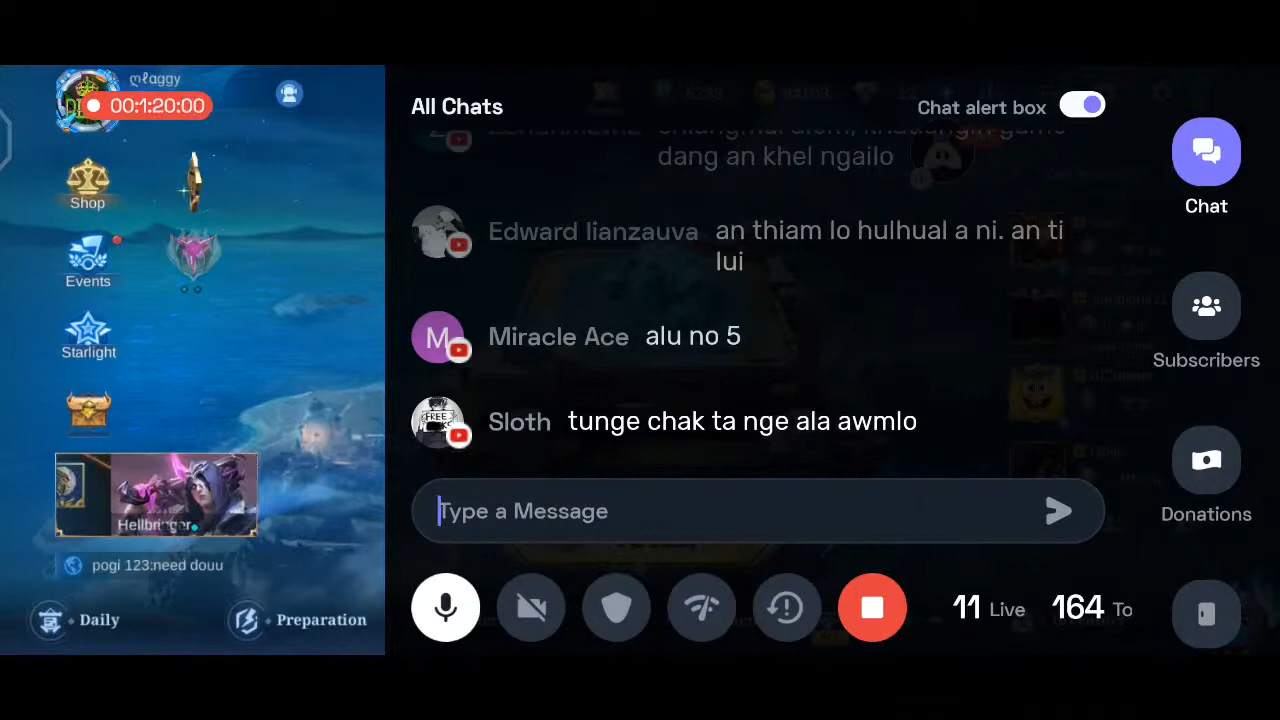 ღℓaggy
00:1:20:00
Shop
Events
Starlight
Hellbringer
pogi 123:need douu
Daily
Preparation
All Chats
Chat alert box
dang an khel ngailo
Edward lianzauva an thiam lo hulhual a ni. an ti
lui
Miracle Ace alu no 5
M
Sloth tunge chak ta nge ala awmlo
FREE
Type a Message
11 Live 164 To
Chat
Subscribers
Donations